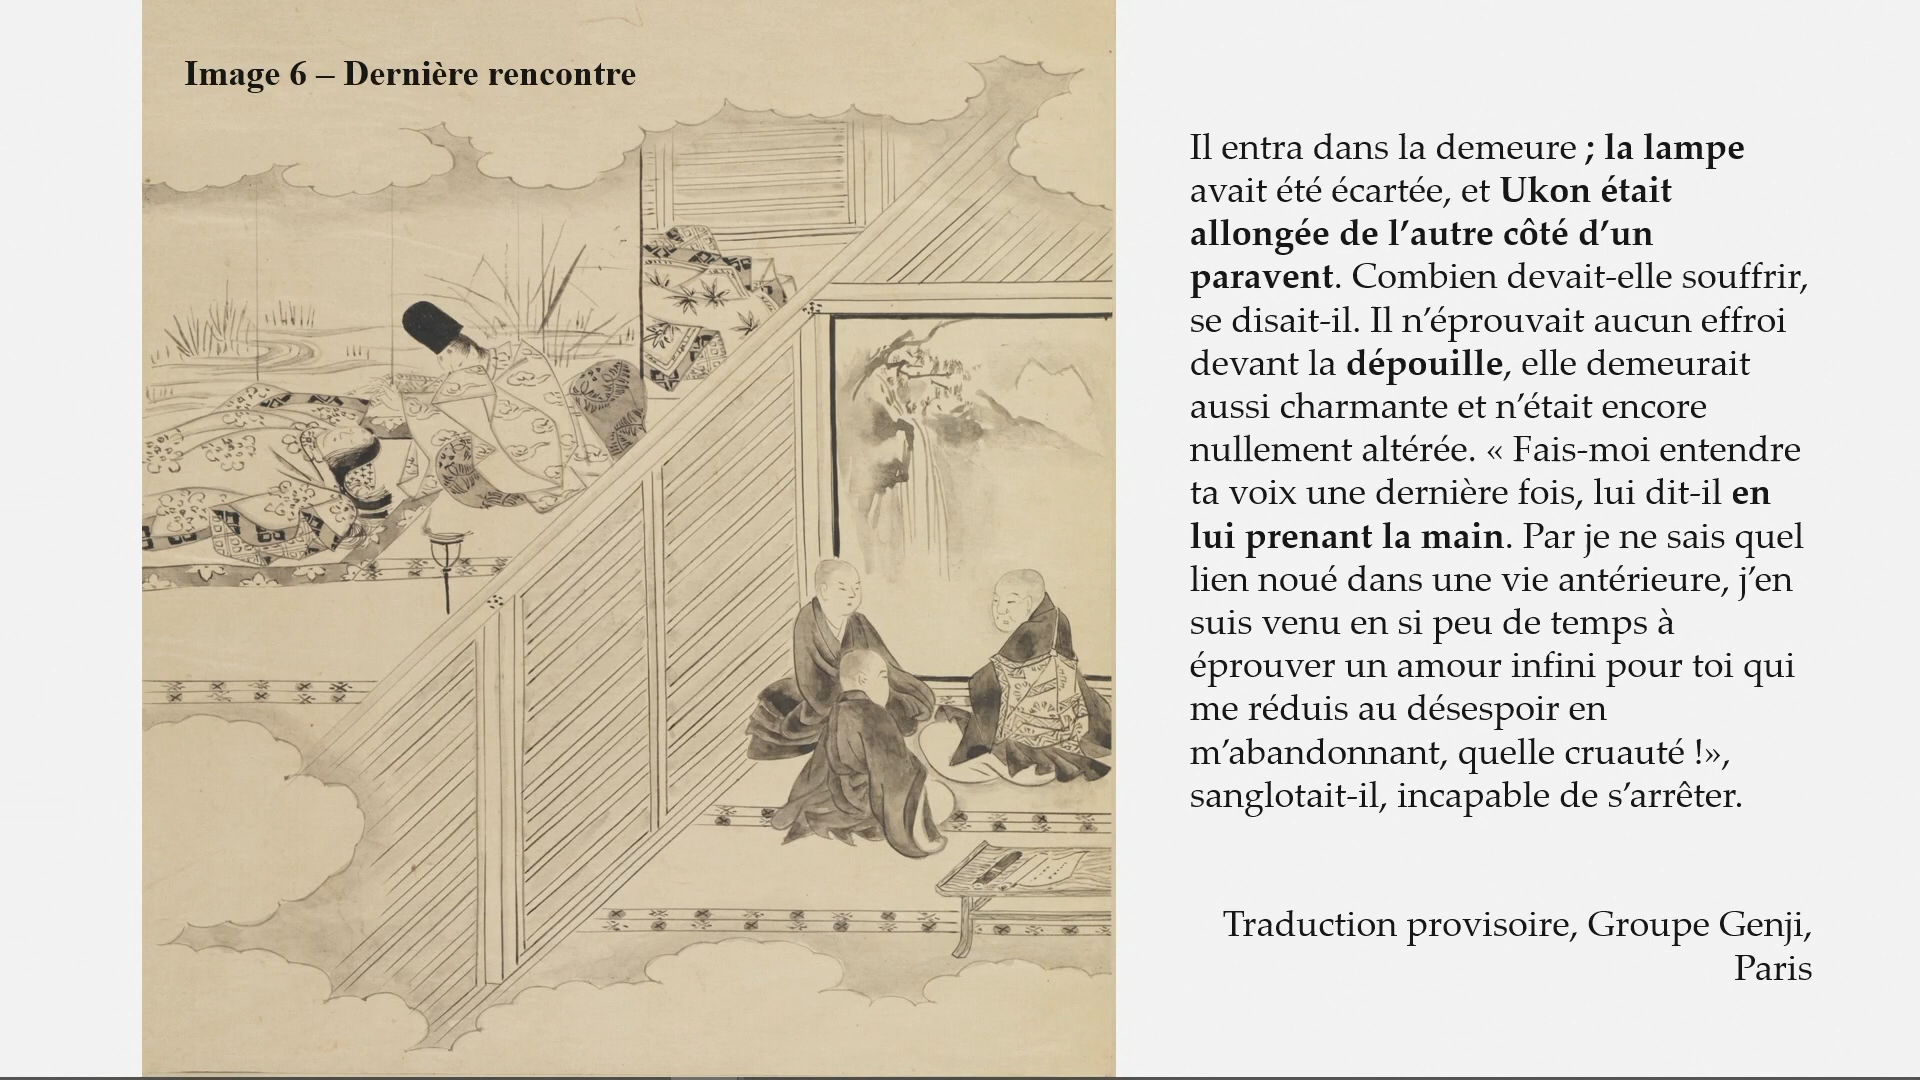 Image 6 – Dernière rencontre
Il entra dans la demeure ; la lampe
avait été écartée, et Ukon était
allongée de l’autre côté d’un
paravent. Combien devait-elle souffrir,
se disait-il. Il n’éprouvait aucun effroi
devant la dépouille, elle demeurait
aussi charmante et n’était encore
nullement altérée. « Fais-moi entendre
ta voix une dernière fois, lui dit-il en
lui prenant la main. Par je ne sais quel
lien noué dans une vie antérieure, j’en
suis venu en si peu de temps à
éprouver un amour infini pour toi qui
me réduis au désespoir en
m’abandonnant, quelle cruauté !»,
sanglotait-il, incapable de s’arrêter.
Traduction provisoire, Groupe Genji,
Paris